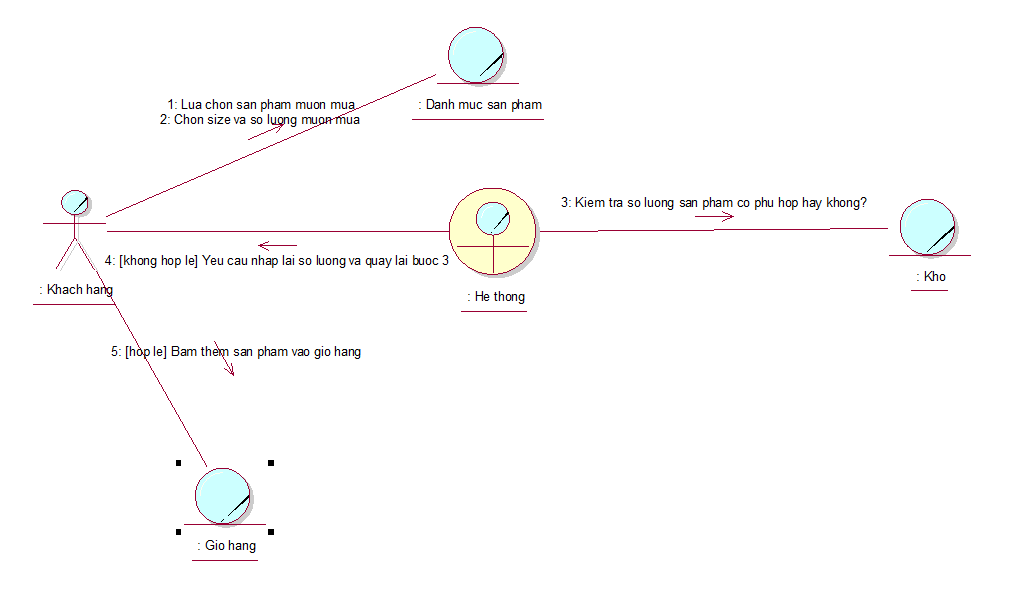 1: Lua chon san pham muon mua
2: Chon size va so luong muon mua
: Danh muc san pham
3: Kiem tra so luong san pham co phu hop hay khong?
4: [khong hop le] Yeu cau nhap lai so luong va quay lai buoc 3
: Khach hang
: He thong
: Kho
5: [hop le] Bam them san pham vao gio hang
: Gio hang